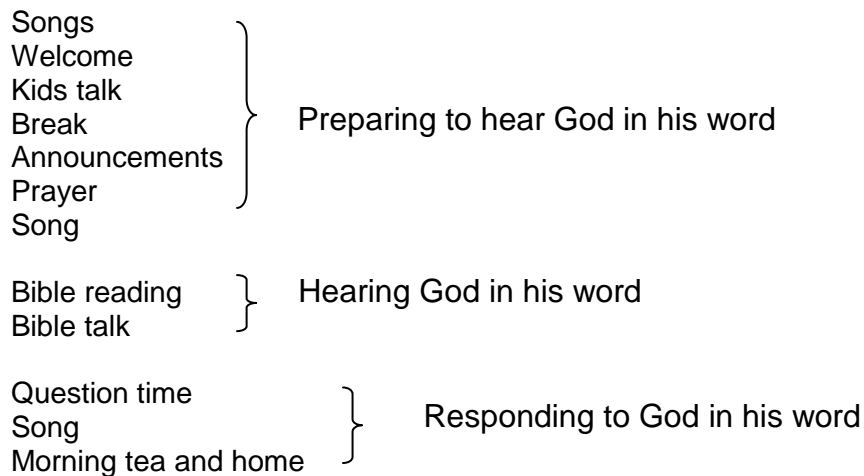 Songs
Welcome
Kids talk
Break
Preparing to hear God in his word
Announcements
Prayer
Song
Bible reading
Hearing God in his word
Bible talk
Question time
Song
Responding to God in his word
Morning tea and home